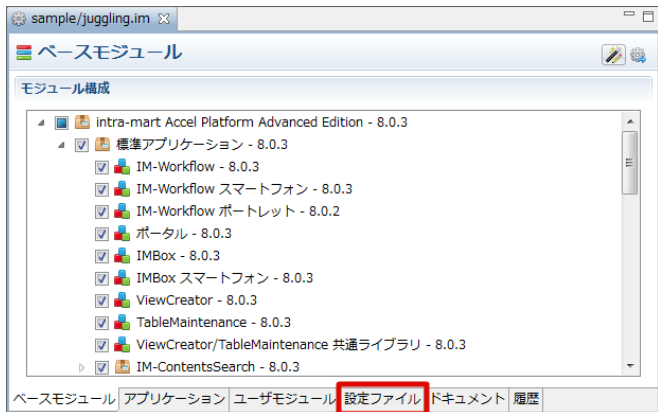 sample/juggling.im
ベースモジュール
モジュール構成
intra-mart Accel Platform Advanced Edition - 8.0.3
標準アプリケーション - 8.0.3
IM-Workflow - 8.0.3
IM-Workflow スマートフォン - 8.0.3
IM-Workflow ポートレット - 8.0.2
ポータル - 8.0.3
IMBox - 8.0.3
IMBox スマートフォン - 8.0.3
ViewCreator - 8.0.3
TableMaintenance - 8.0.3
ViewCreator/TableMaintenance 共通ライブラリ - 8.0.3
IM-ContentsSearch - 8.0.3
ベースモジュール アプリケーション ユーザモジュール 設定ファイル ドキュメント 履歴